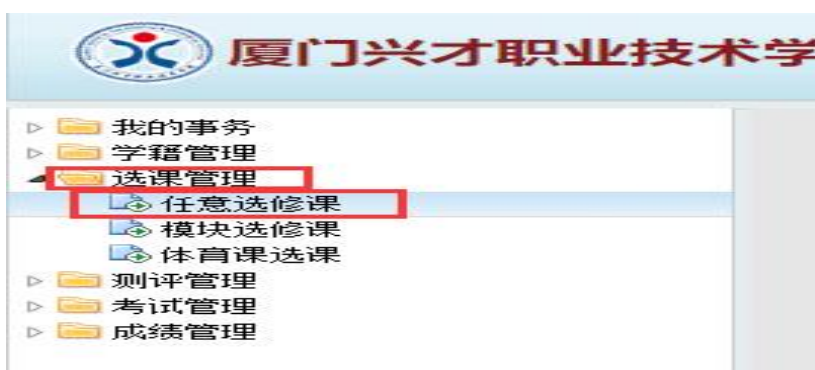 厦门兴才职业技术学
我的事务
学籍管理
选课管理
任意选修课
模块选修课
体育课选课
测评管理
考试管理
成绩管理